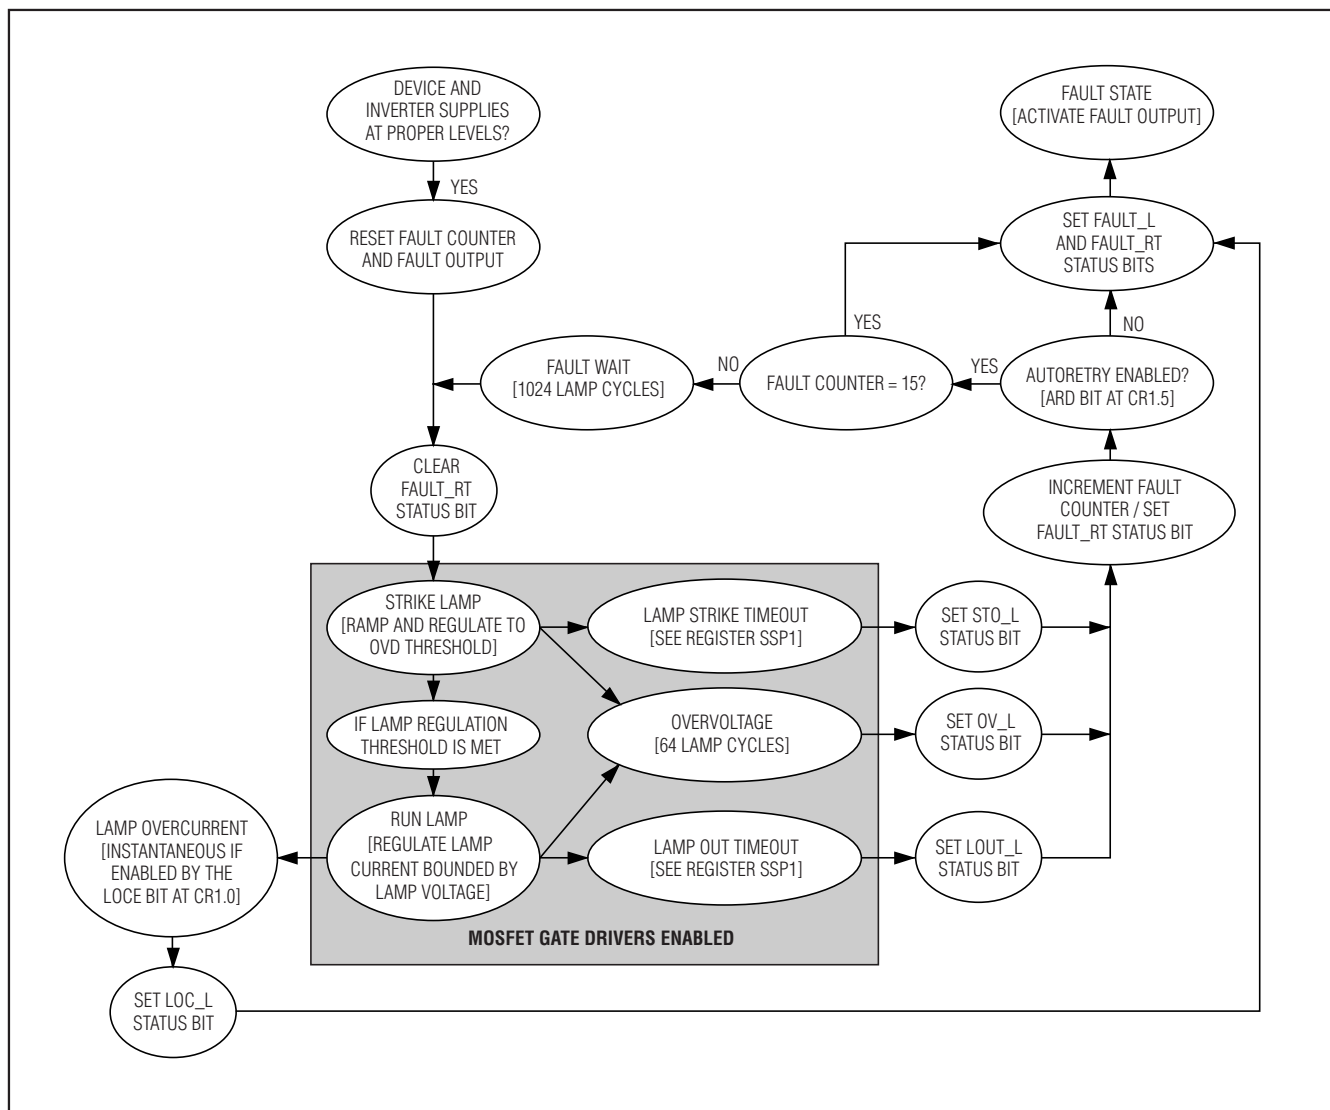 DEVICE AND
INVERTER SUPPLIES
AT PROPER LEVELS?
YES
RESET FAULT COUNTER
AND FAULT OUTPUT
FAULT STATE
[ACTIVATE FAULT OUTPUT]
SET FAULT_L
AND FAULT_RT
STATUS BITS
YES
NO
FAULT WAIT
[1024 LAMP CYCLES]
NO
FAULT COUNTER = 15?
YES
AUTORETRY ENABLED?
[ARD BIT AT CR1.5]
CLEAR
FAULT_RT
STATUS BIT
INCREMENT FAULT
COUNTER / SET
FAULT_RT STATUS BIT
STRIKE LAMP
[RAMP AND REGULATE TO
OVD THRESHOLD]
LAMP STRIKE TIMEOUT
[SEE REGISTER SSP1]
SET STO_L
STATUS BIT
IF LAMP REGULATION
THRESHOLD IS MET
OVERVOLTAGE
[64 LAMP CYCLES]
SET OV_L
STATUS BIT
LAMP OVERCURRENT
[INSTANTANEOUS IF
ENABLED BY THE
LOCE BIT AT CR1.0]
RUN LAMP
[REGULATE LAMP
CURRENT BOUNDED BY
LAMP VOLTAGE]
LAMP OUT TIMEOUT
[SEE REGISTER SSP1]
SET LOUT_L
STATUS BIT
MOSFET GATE DRIVERS ENABLED
SET LOC_L
STATUS BIT